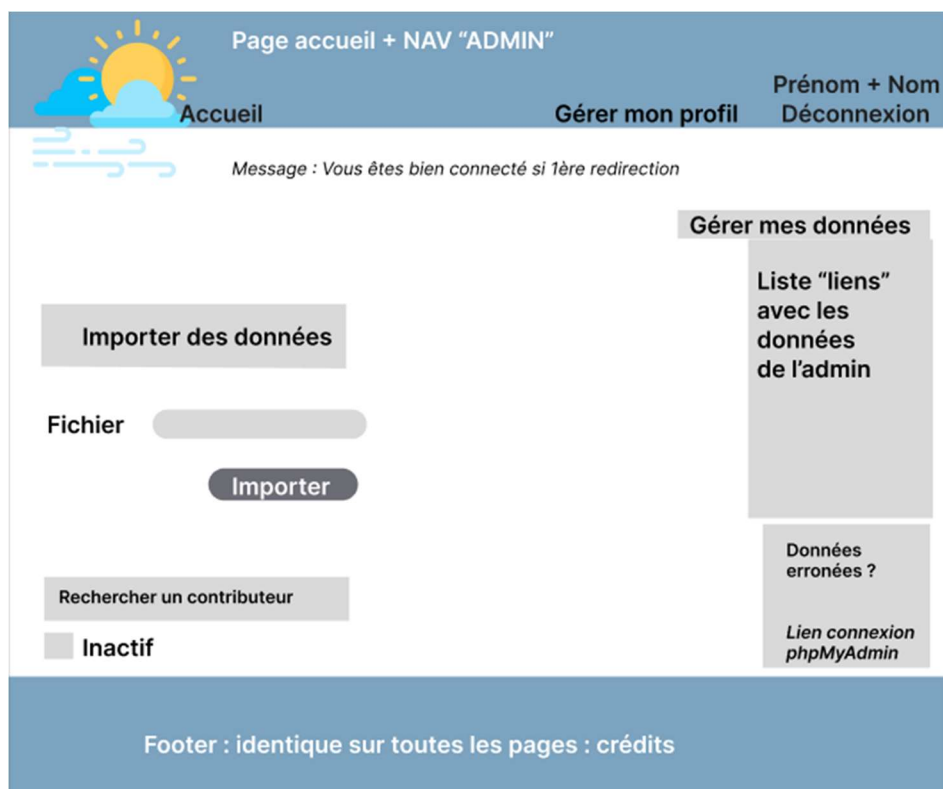 Page accueil + NAV “ADMIN”
Accueil
Gérer mon profil
Prénom + Nom
Déconnexion
Message : Vous êtes bien connecté si 1ère redirection
Gérer mes données
Liste “liens”
avec les
données
de l’admin
Importer des données
Fichier
Importer
Rechercher un contributeur
Inactif
Données
erronées ?
Lien connexion
phpMyAdmin
Footer : identique sur toutes les pages : crédits